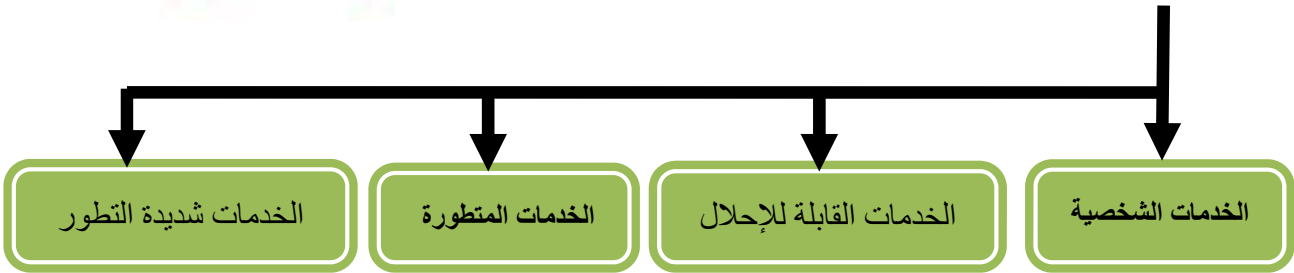 الخدمات الشخصية
الخدمات القابلة للإحلال
الخدمات المتطورة
الخدمات شديدة التطور